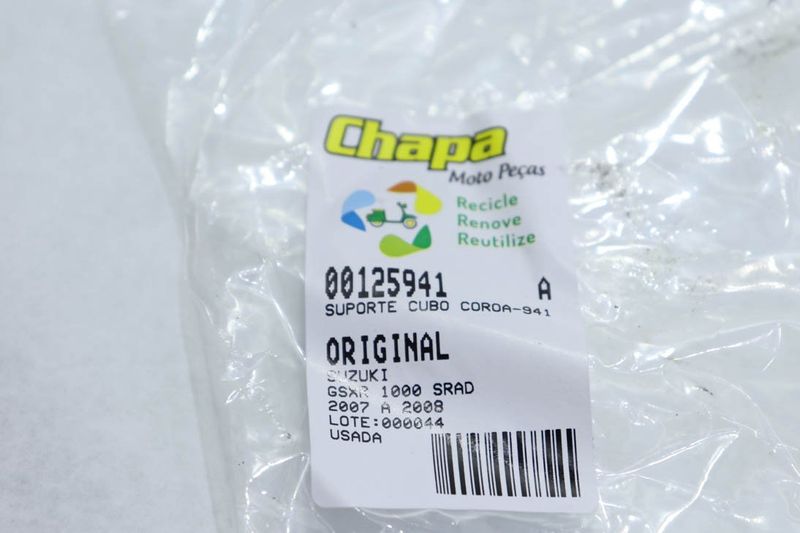 Chapa
Moto Peças
Recicle
Renove
Reutilize
00125941 A
SUPORTE CUBO COROA-941
ORIGINAL
SUZUKI
GSXR 1000 SRAD
2007 A 2008
LOTE:000044
USADA